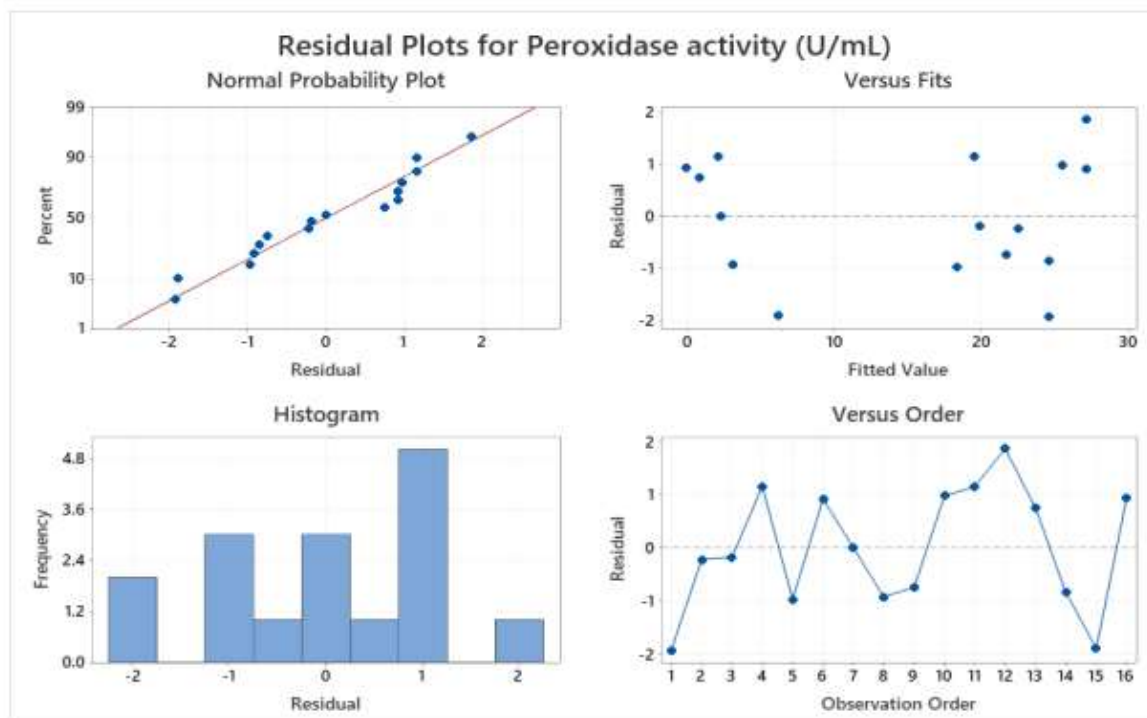 Residual Plots for Peroxidase activity (U/mL)
Normal Probability Plot
99
90
50
10
1
Percent
-2 -1 0 1 2
Residual
Versus Fits
2
1
0
-1
-2
Residual
0 10 20 30
Fitted Value
Histogram
4.8
3.6
2.4
1.2
0.0
Frequency
-2 -1 0 1 2
Residual
Versus Order
2
1
0
-1
-2
Residual
1 2 3 4 5 6 7 8 9 10 11 12 13 14 15 16
Observation Order